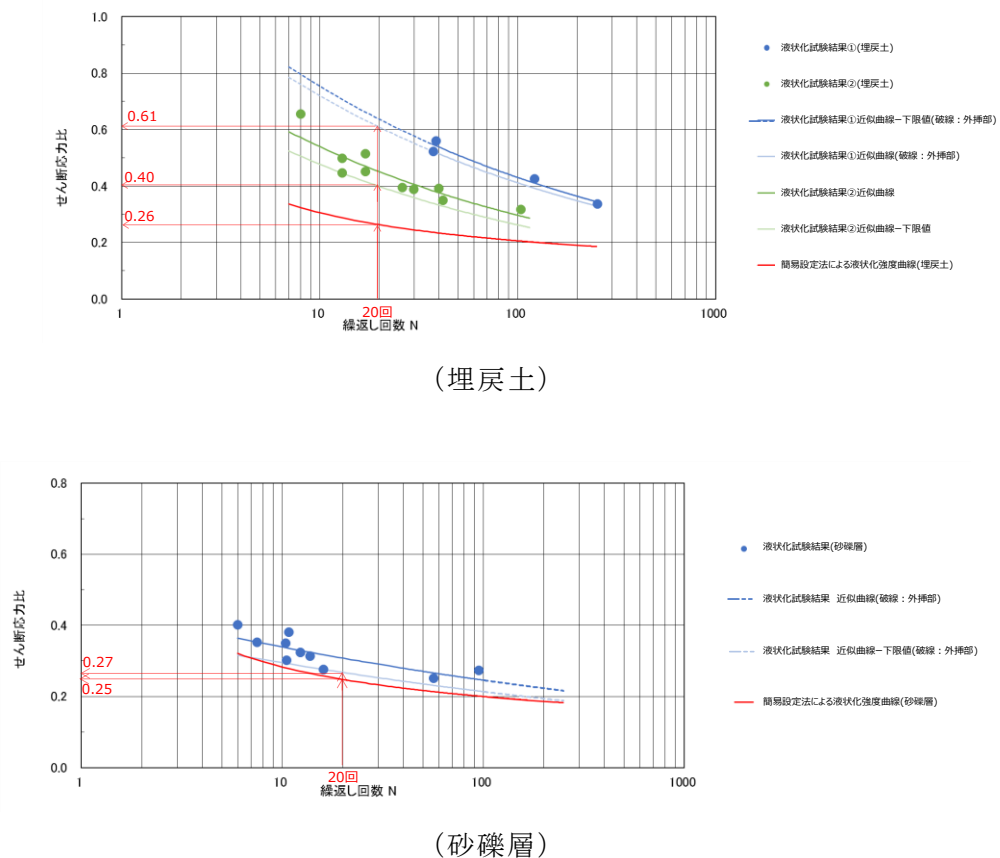 1.0
0.8
0.6
0.4
0.2
0.0
せん断応力比
0.61
0.40
0.26
1
10
100
1000
20回
繰返し回数 N
液状化試験結果①(埋戻土)
液状化試験結果②(埋戻土)
液状化試験結果①近似曲線−下限値(破線：外挿部)
液状化試験結果①近似曲線(破線：外挿部)
液状化試験結果②近似曲線
液状化試験結果②近似曲線−下限値
簡易設定法による液状化強度曲線(埋戻土)
（埋戻土）
0.8
0.6
0.4
0.2
0.0
せん断応力比
0.27
0.25
1
10
100
1000
20回
繰返し回数 N
液状化試験結果(砂礫層)
液状化試験結果 近似曲線(破線：外挿部)
液状化試験結果 近似曲線−下限値(破線：外挿部)
簡易設定法による液状化強度曲線(砂礫層)
（砂礫層）